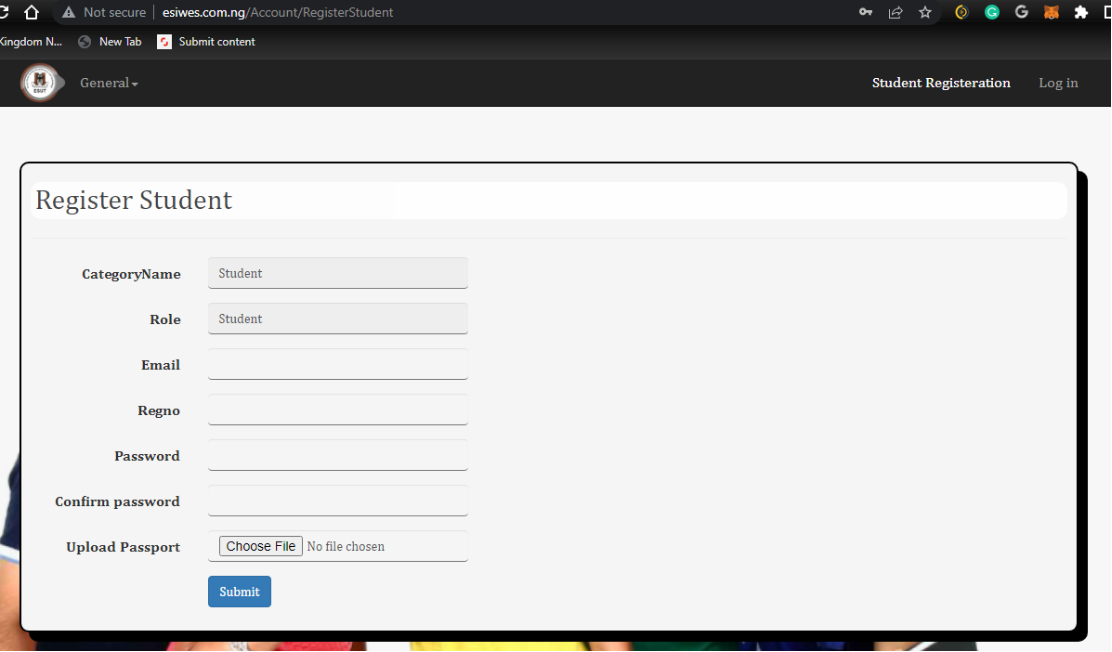 Not secure esiwes.com.ng/Account/RegisterStudent
Kingdom N... New Tab Submit content
ESUT General Student Registeration Log in
Register Student
CategoryName Student
Role Student
Email
Regno
Password
Confirm password
Upload Passport Choose File No file chosen
Submit